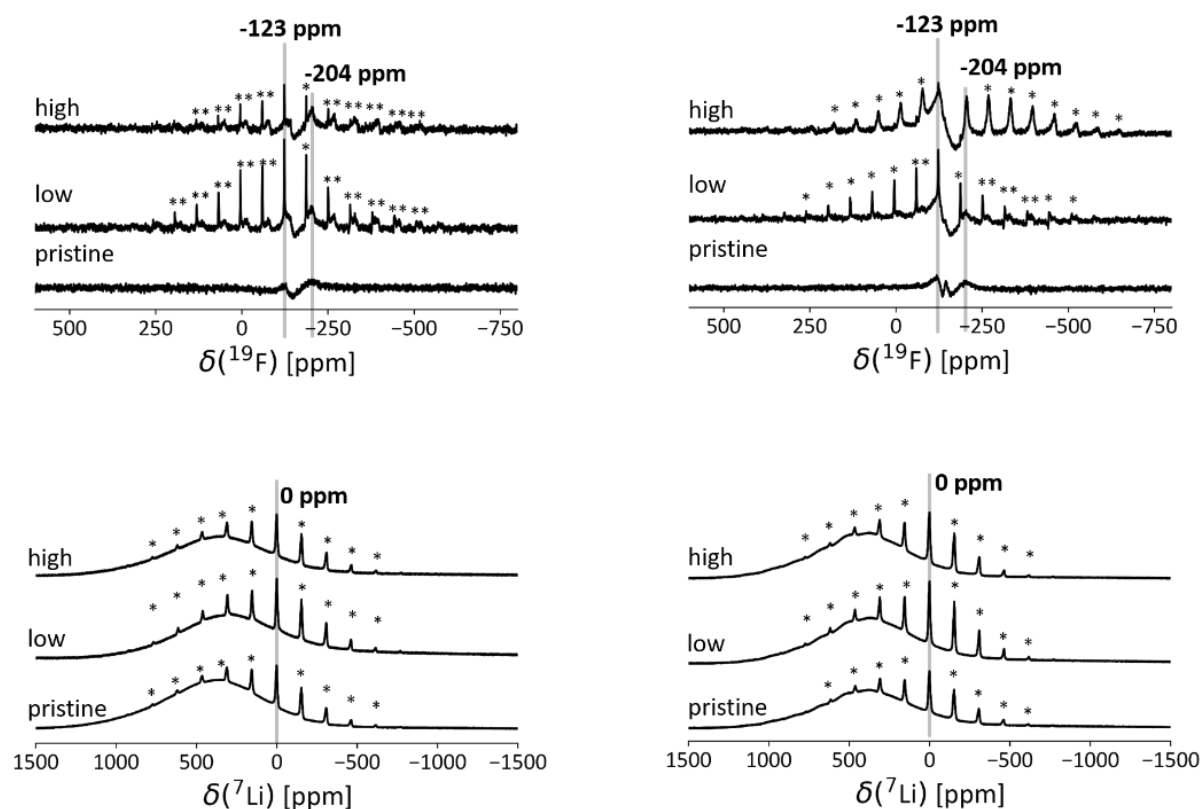 -123 ppm
-204 ppm
high
* * * * * * * * * * * * * * * * * * * *
low
* * * * * * * * * * * * * * * * * * * *
pristine
500 250 0 −250 −500 −750
δ(¹⁹F) [ppm]
-123 ppm
-204 ppm
high
* * * * * * * * * * * * *
low
* * * * * * * * * * * * * * *
pristine
500 250 0 −250 −500 −750
δ(¹⁹F) [ppm]
0 ppm
high
* * * * * * * * *
low
* * * * * * * * *
pristine
* * * * * * * * *
1500 1000 500 0 −500 −1000 −1500
δ(⁷Li) [ppm]
0 ppm
high
* * * * * * * * *
low
* * * * * * * * *
pristine
* * * * * * * *
1500 1000 500 0 −500 −1000 −1500
δ(⁷Li) [ppm]